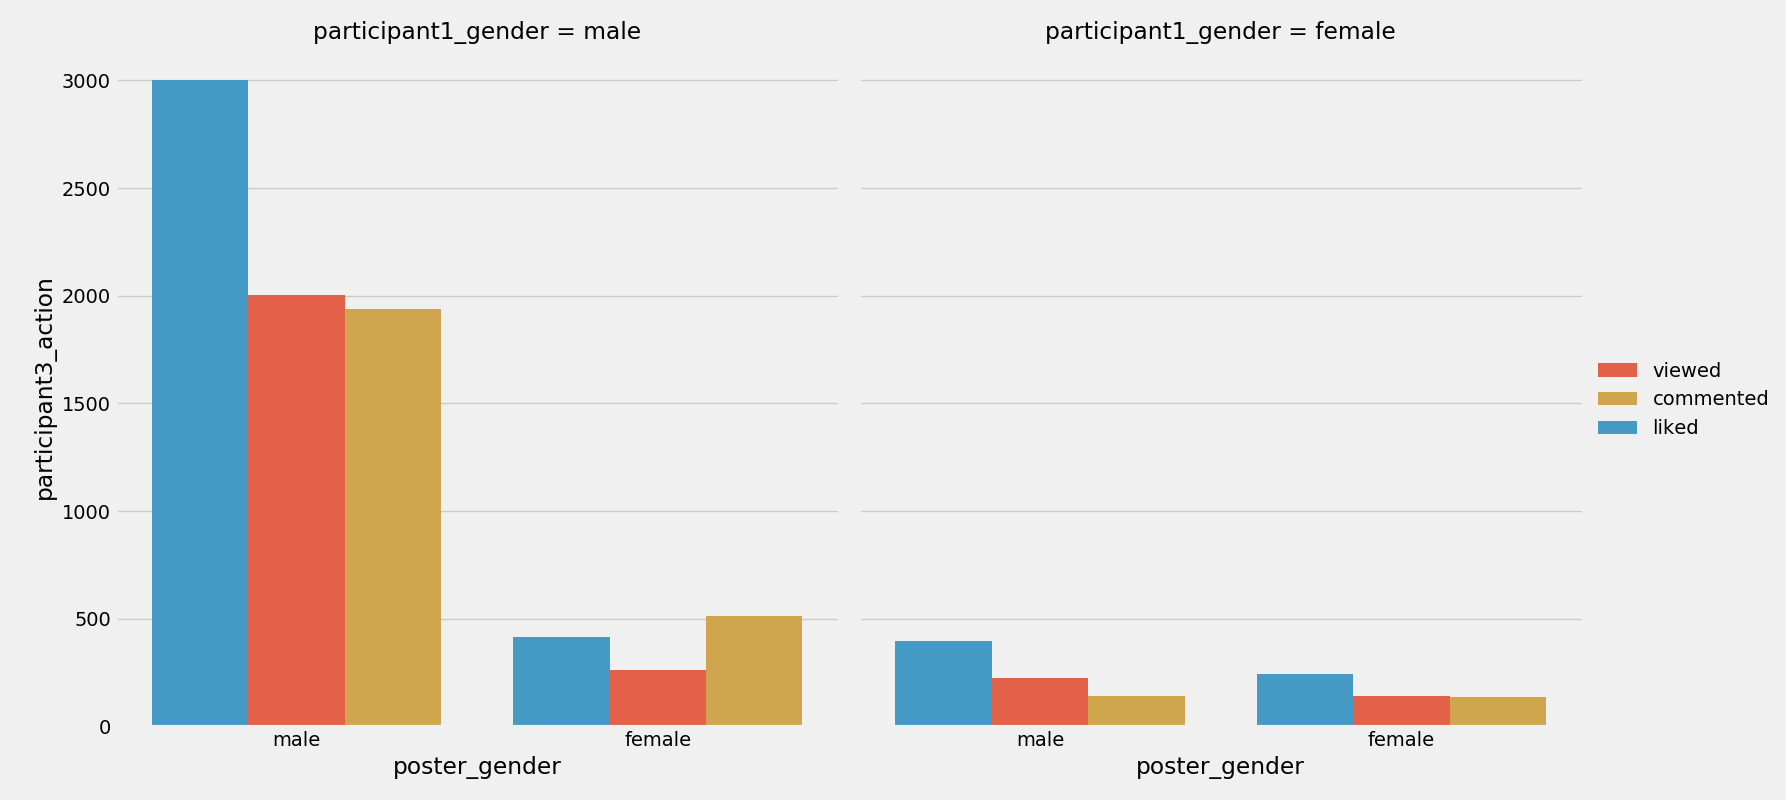 participant1_gender = male
participant1_gender = female
participant3_action
3000
2500
2000
1500
1000
500
0
male
female
male
female
poster_gender
poster_gender
viewed
commented
liked